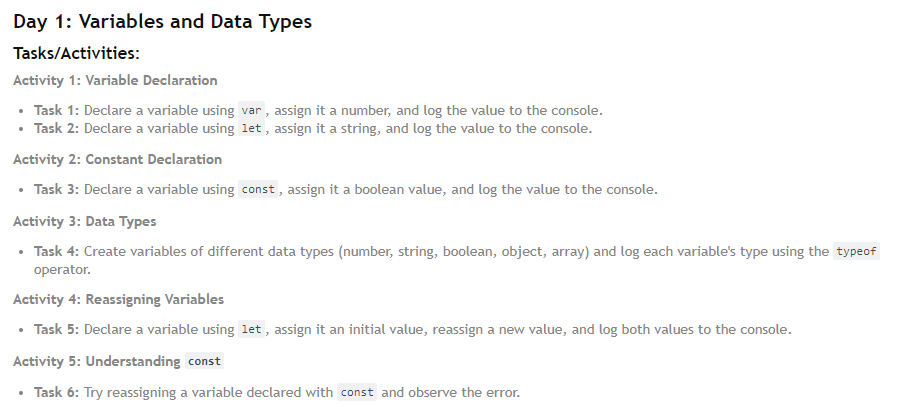 Day 1: Variables and Data Types
Tasks/Activities:
Activity 1: Variable Declaration
• Task 1: Declare a variable using var, assign it a number, and log the value to the console.
• Task 2: Declare a variable using let, assign it a string, and log the value to the console.
Activity 2: Constant Declaration
• Task 3: Declare a variable using const, assign it a boolean value, and log the value to the console.
Activity 3: Data Types
• Task 4: Create variables of different data types (number, string, boolean, object, array) and log each variable's type using the typeof
operator.
Activity 4: Reassigning Variables
• Task 5: Declare a variable using let, assign it an initial value, reassign a new value, and log both values to the console.
Activity 5: Understanding const
• Task 6: Try reassigning a variable declared with const and observe the error.